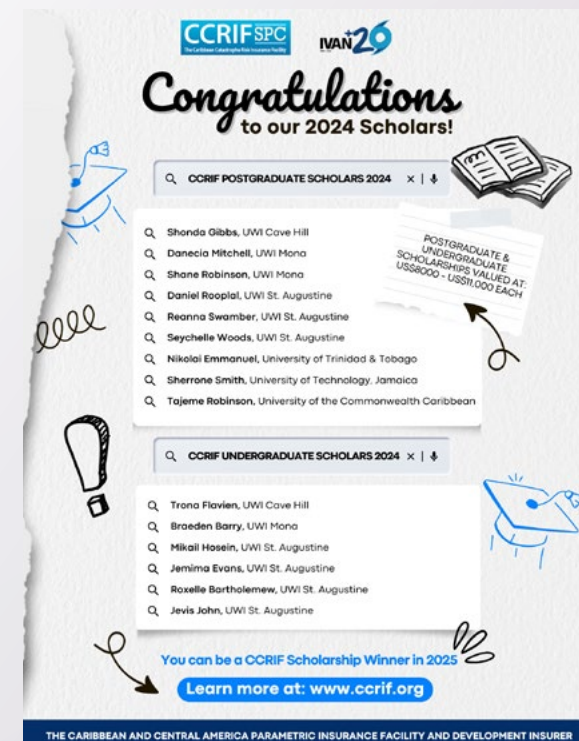 CCRIF SPC
The Caribbean Catastrophe Risk Insurance Facility
IVAN+20
Congratulations
to our 2024 Scholars!
CCRIF POSTGRADUATE SCHOLARS 2024 × |
Shonda Gibbs, UWI Cave Hill
Danecia Mitchell, UWI Mona
Shane Robinson, UWI Mona
Daniel Rooplal, UWI St. Augustine
Reanna Swamber, UWI St. Augustine
Seychelle Woods, UWI St. Augustine
Nikolai Emmanuel, University of Trinidad & Tobago
Sherrone Smith, University of Technology, Jamaica
Tajeme Robinson, University of the Commonwealth Caribbean
POSTGRADUATE &
UNDERGRADUATE
SCHOLARSHIPS VALUED AT:
US$8000 - US$11,000 EACH
CCRIF UNDERGRADUATE SCHOLARS 2024 × |
Trona Flavien, UWI Cave Hill
Braeden Barry, UWI Mona
Mikail Hosein, UWI St. Augustine
Jemima Evans, UWI St. Augustine
Roxelle Bartholemew, UWI St. Augustine
Jevis John, UWI St. Augustine
You can be a CCRIF Scholarship Winner in 2025
Learn more at: www.ccrif.org
THE CARIBBEAN AND CENTRAL AMERICA PARAMETRIC INSURANCE FACILITY AND DEVELOPMENT INSURER